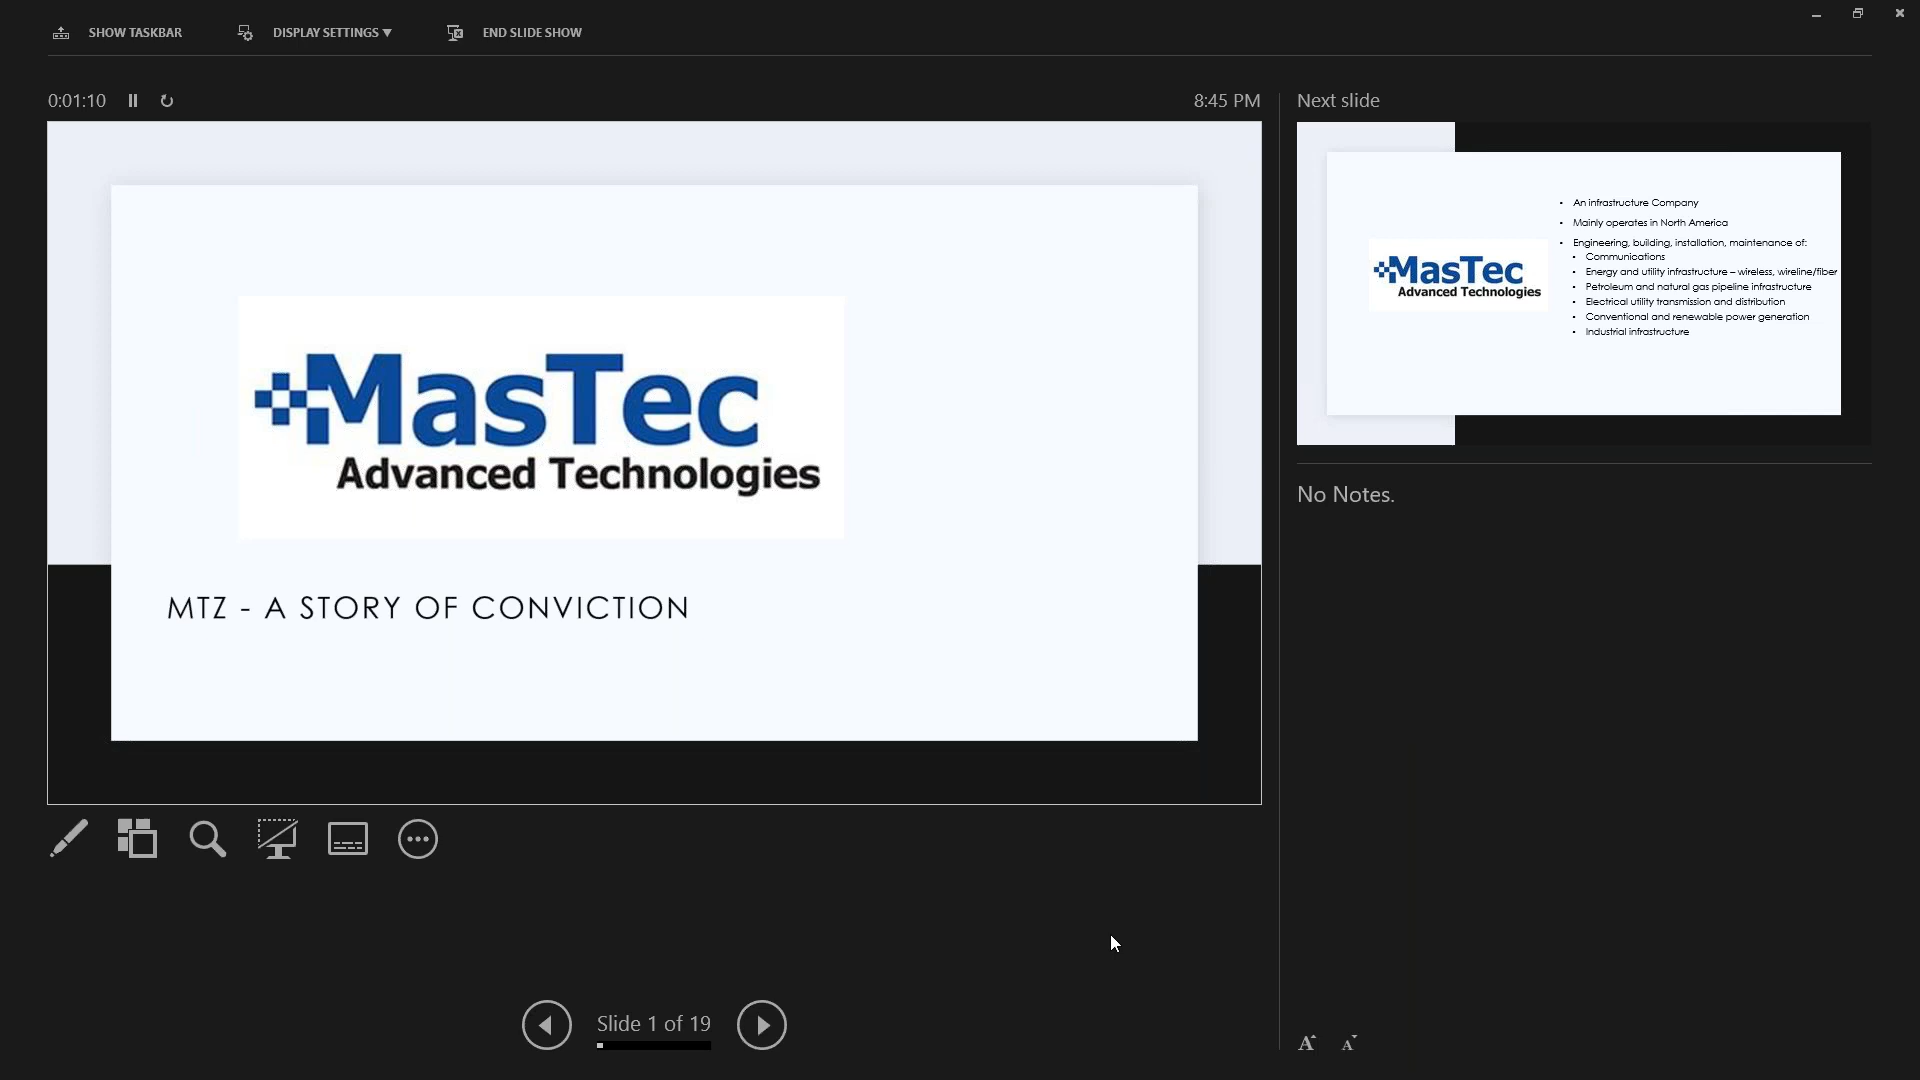 SHOW TASKBAR
DISPLAY SETTINGS ▼
END SLIDE SHOW
0:01:10
8:45 PM
MasTec
Advanced Technologies
MTZ - A STORY OF CONVICTION
Slide 1 of 19
Next slide
MasTec
Advanced Technologies
• An infrastructure Company
• Mainly operates in North America
• Engineering, building, installation, maintenance of:
• Communications
• Energy and utility infrastructure – wireless, wireline/fiber
• Petroleum and natural gas pipeline infrastructure
• Electrical utility transmission and distribution
• Conventional and renewable power generation
• Industrial infrastructure
No Notes.
A A